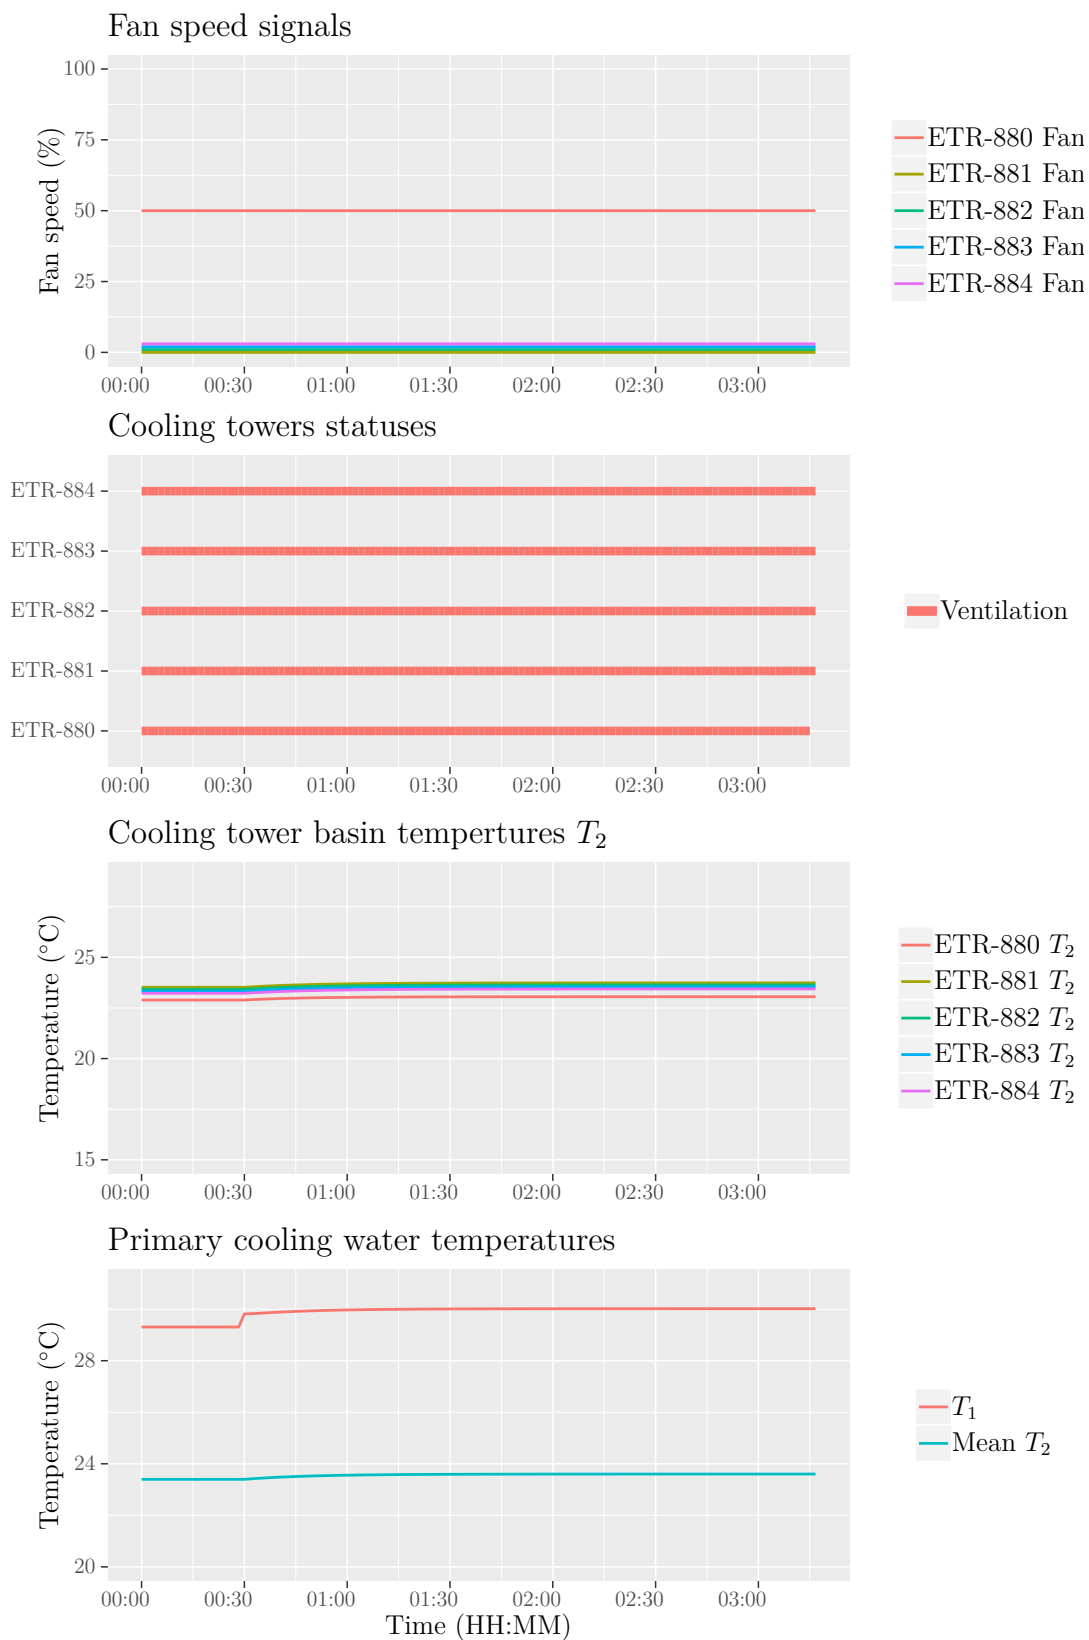 Fan speed signals
Fan speed (%)
100
75
50
25
0
00:00 00:30 01:00 01:30 02:00 02:30 03:00
ETR-880 Fan
ETR-881 Fan
ETR-882 Fan
ETR-883 Fan
ETR-884 Fan
Cooling towers statuses
ETR-884
ETR-883
ETR-882
ETR-881
ETR-880
00:00 00:30 01:00 01:30 02:00 02:30 03:00
Ventilation
Cooling tower basin tempertures T₂
Temperature (°C)
25
20
15
00:00 00:30 01:00 01:30 02:00 02:30 03:00
ETR-880 T₂
ETR-881 T₂
ETR-882 T₂
ETR-883 T₂
ETR-884 T₂
Primary cooling water temperatures
Temperature (°C)
28
24
20
00:00 00:30 01:00 01:30 02:00 02:30 03:00
Time (HH:MM)
T₁
Mean T₂